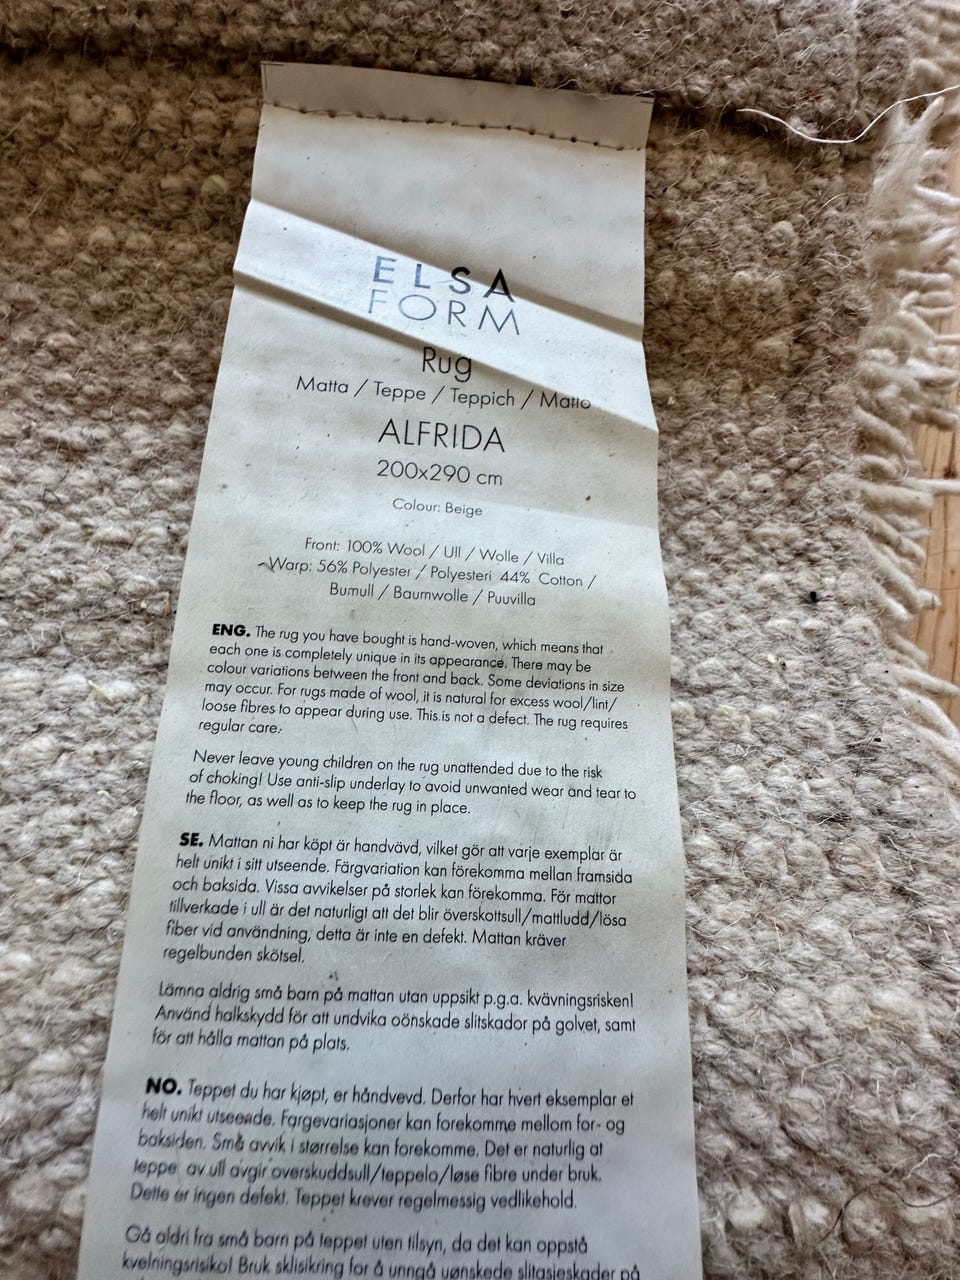 ELSA
FORM
Rug
Matta / Teppe / Teppich / Matto
ALFRIDA
200x290 cm
Colour: Beige
Front: 100% Wool / Ull / Wolle / Villa
Warp: 56% Polyester / Polyesteri 44% Cotton /
Bumull / Baumwolle / Puuvilla
ENG. The rug you have bought is hand-woven, which means that
each one is completely unique in its appearance. There may be
colour variations between the front and back. Some deviations in size
may occur. For rugs made of wool, it is natural for excess wool/lint/
loose fibres to appear during use. This is not a defect. The rug requires
regular care.
Never leave young children on the rug unattended due to the risk
of choking! Use anti-slip underlay to avoid unwanted wear and tear to
the floor, as well as to keep the rug in place.
SE. Mattan ni har köpt är handvävd, vilket gör att varje exemplar är
helt unikt i sitt utseende. Färgvariation kan förekomma mellan framsida
och baksida. Vissa avvikelser på storlek kan förekomma. För mattor
tillverkade i ull är det naturligt att det blir överskottsull/mattludd/lösa
fiber vid användning, detta är inte en defekt. Mattan kräver
regelbunden skötsel.
Lämna aldrig små barn på mattan utan uppsikt p.g.a. kvävningsrisken!
Använd halkskydd för att undvika oönskade slitskador på golvet, samt
för att hålla mattan på plats.
NO. Teppet du har kjøpt, er håndvevd. Derfor har hvert eksemplar et
helt unikt utseende. Fargevariasjoner kan forekomme mellom for- og
baksiden. Små avvik i størrelse kan forekomme. Det er naturlig at
teppe av ull avgir overskuddsull/teppelo/løse fibre under bruk.
Dette er ingen defekt. Teppet krever regelmessig vedlikehold.
Gå aldri fra små barn på teppet uten tilsyn, da det kan oppstå
kvelningsrisiko! Bruk sklisikring for å unngå uønskede slitasjeskader på